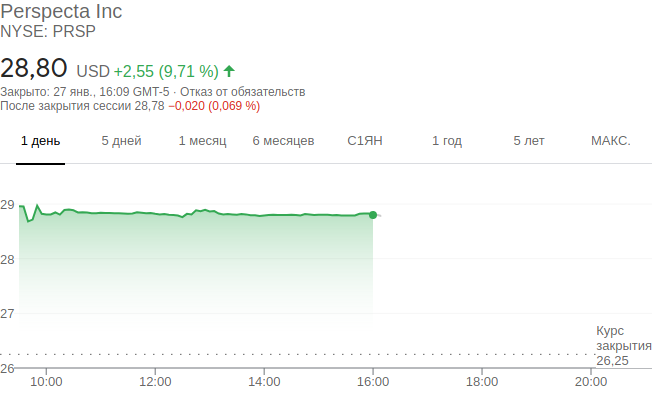 Perspecta Inc
NYSE: PRSP
28,80 USD +2,55 (9,71 %)
Закрыто: 27 янв., 16:09 GMT-5 · Отказ от обязательств
После закрытия сессии 28,78 −0,020 (0,069 %)
1 день 5 дней 1 месяц 6 месяцев С1ЯН 1 год 5 лет МАКС.
29
28
27
Курс
закрытия
26,25
26
10:00 12:00 14:00 16:00 18:00 20:00